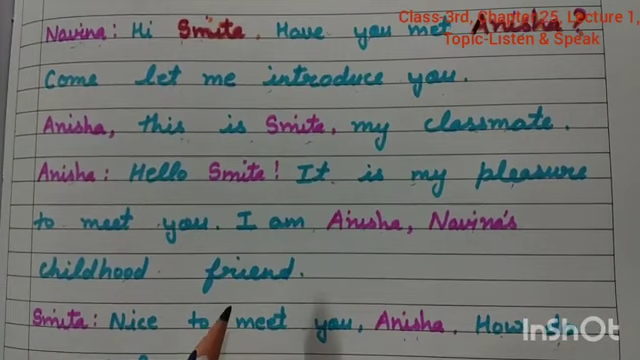 Class-3rd, Chapter 25, Lecture 1,
Topic-Listen & Speak
Navina: Hi Smita. Have you met Anisha?
Come let me introduce you.
Anisha, this is Smita, my classmate.
Anisha: Hello Smita! It is my pleasure
to meet you. I am Anisha, Navina's
childhood friend.
Smita: Nice to meet you, Anisha. How do
InShOt